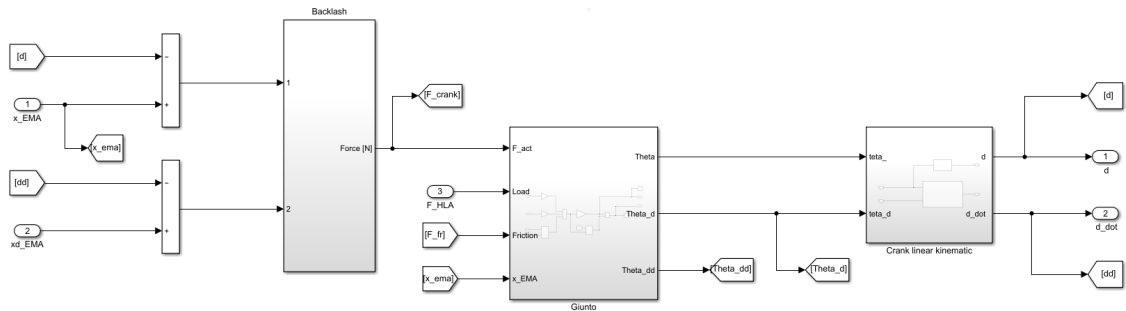 Backlash
[d]
−
1
+
x_EMA
[x_ema]
[dd]
−
2
+
xd_EMA
1
2
Force [N]
[F_crank]
F_act
Load
Friction
x_EMA
Theta
Theta_d
Theta_dd
Giunto
3
F_HLA
[F_fr]
[x_ema]
[Theta_dd]
[Theta_d]
teta_
teta_d
d
d_dot
Crank linear kinematic
[d]
1
d
2
d_dot
[dd]